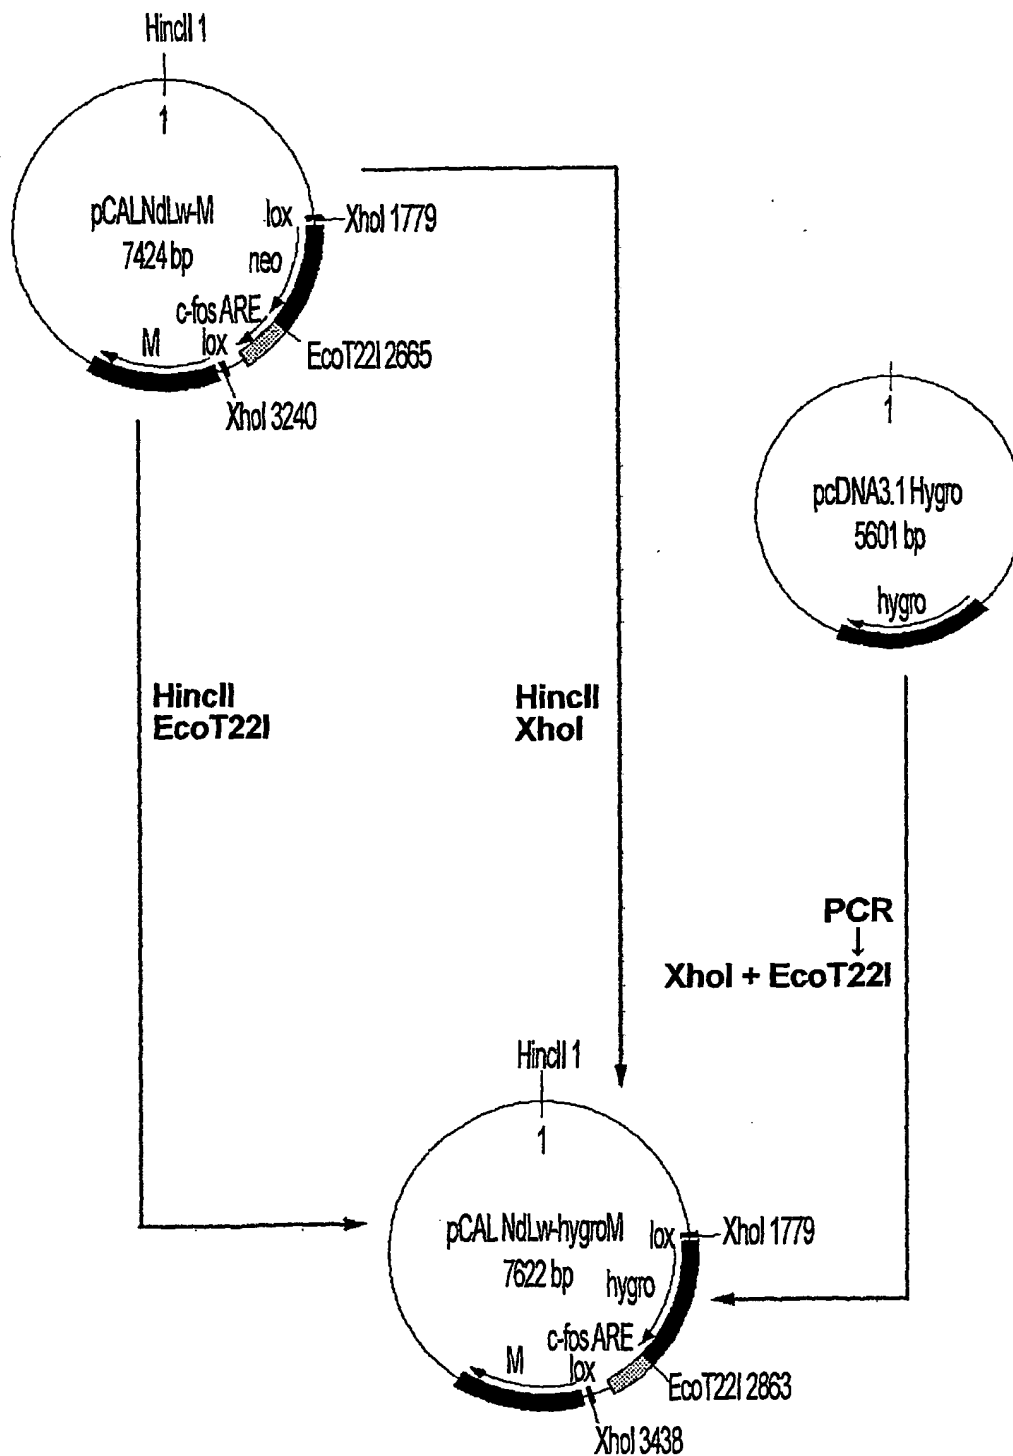 HincII 1
1
pCALNdLw-M
7424 bp
lox
XhoI 1779
neo
c-fos ARE
M
lox
EcoT22I 2665
XhoI 3240
1
pcDNA3.1 Hygro
5601 bp
hygro
HincII
EcoT22I
HincII
XhoI
PCR
↓
XhoI + EcoT22I
HincII 1
1
pCALNdLw-hygroM
7622 bp
lox
XhoI 1779
hygro
c-fos ARE
M
lox
EcoT22I 2863
XhoI 3438